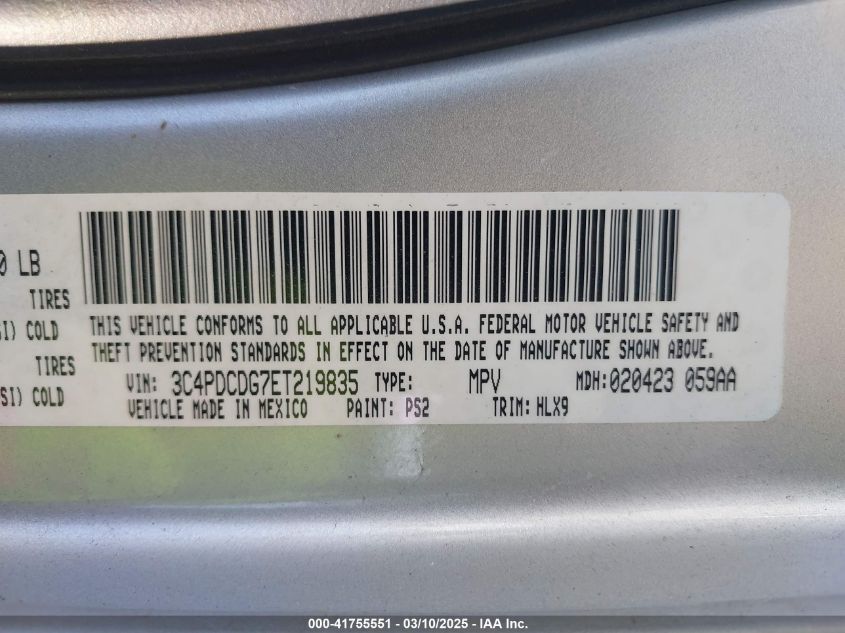 0 LB
TIRES
SI) COLD
TIRES
SI) COLD
THIS VEHICLE CONFORMS TO ALL APPLICABLE U.S.A. FEDERAL MOTOR VEHICLE SAFETY AND
THEFT PREVENTION STANDARDS IN EFFECT ON THE DATE OF MANUFACTURE SHOWN ABOVE.
VIN: 3C4PDCDG7ET219835 TYPE: MPV MDH:020423 059AA
VEHICLE MADE IN MEXICO PAINT: PS2 TRIM: HLX9
000-41755551 - 03/10/2025 - IAA Inc.